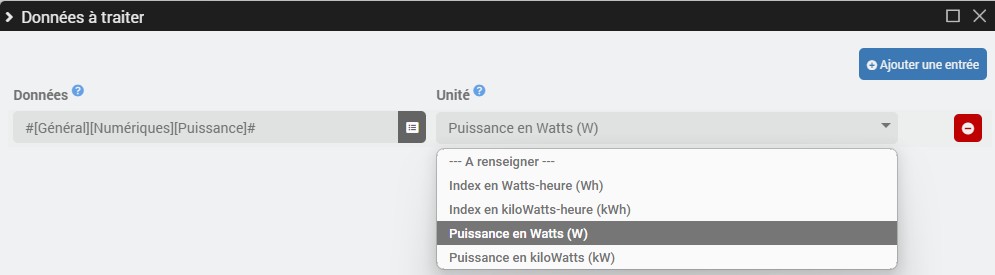 Données à traiter
Ajouter une entrée
Données ?
Unité ?
#[Général][Numériques][Puissance]#
Puissance en Watts (W)
--- A renseigner ---
Index en Watts-heure (Wh)
Index en kiloWatts-heure (kWh)
Puissance en Watts (W)
Puissance en kiloWatts (kW)